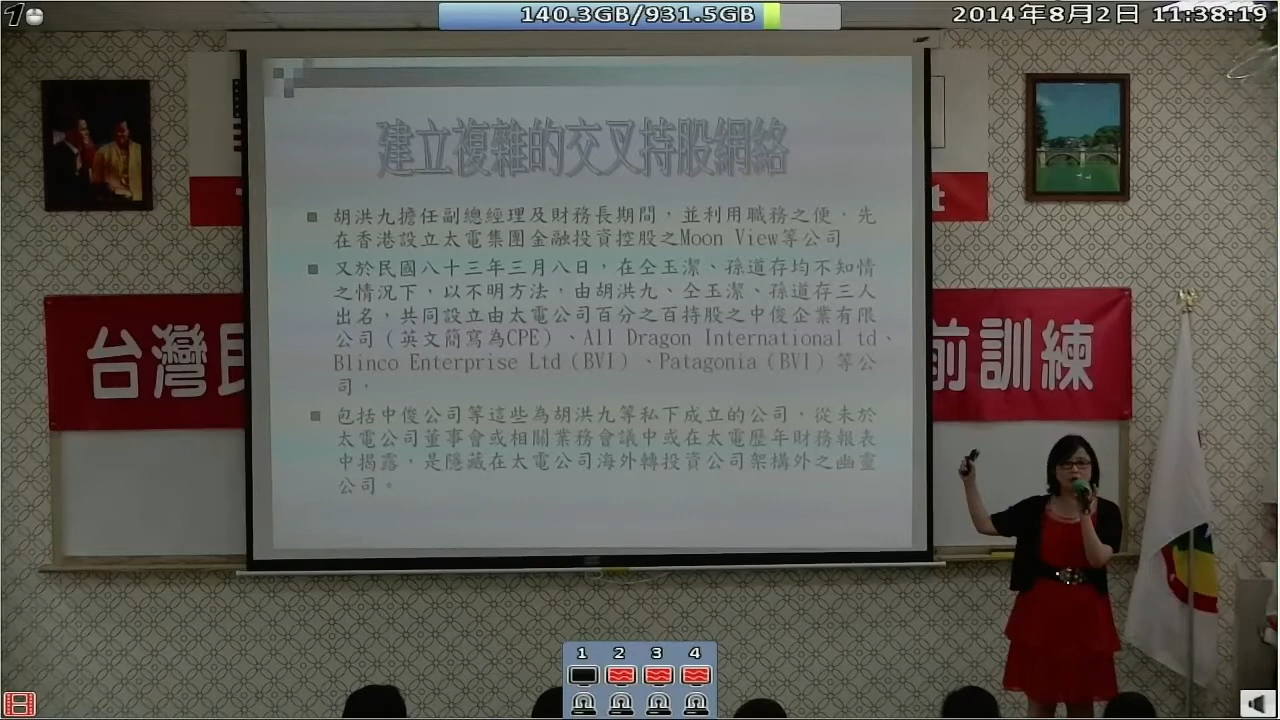 1
140.3GB/931.5GB
2014年8月2日 11:38:19
建立複雜的交叉持股網絡
胡洪九擔任副總經理及財務長期間，並利用職務之便，先
在香港設立太電集團金融投資控股之Moon View等公司
又於民國八十三年三月八日，在仝玉潔、孫道存均不知情
之情況下，以不明方法，由胡洪九、仝玉潔、孫道存三人
出名，共同設立由太電公司百分之百持股之中俊企業有限
公司（英文簡寫為CPE）、All Dragon International td、
Blinco Enterprise Ltd（BVI）、Patagonia（BVI）等公
司，
包括中俊公司等這些為胡洪九等私下成立的公司，從未於
太電公司董事會或相關業務會議中或在太電歷年財務報表
中揭露，是隱藏在太電公司海外轉投資公司架構外之幽靈
公司。
t
台灣民
前訓練
1 2 3 4